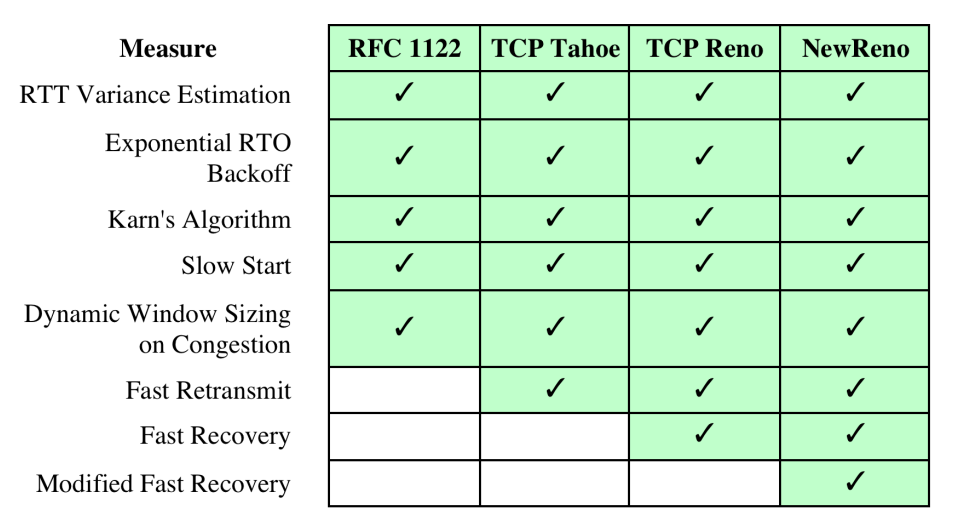 Measure RFC 1122 TCP Tahoe TCP Reno NewReno
RTT Variance Estimation ✓ ✓ ✓ ✓
Exponential RTO
Backoff ✓ ✓ ✓ ✓
Karn's Algorithm ✓ ✓ ✓ ✓
Slow Start ✓ ✓ ✓ ✓
Dynamic Window Sizing
on Congestion ✓ ✓ ✓ ✓
Fast Retransmit ✓ ✓ ✓
Fast Recovery ✓ ✓
Modified Fast Recovery ✓